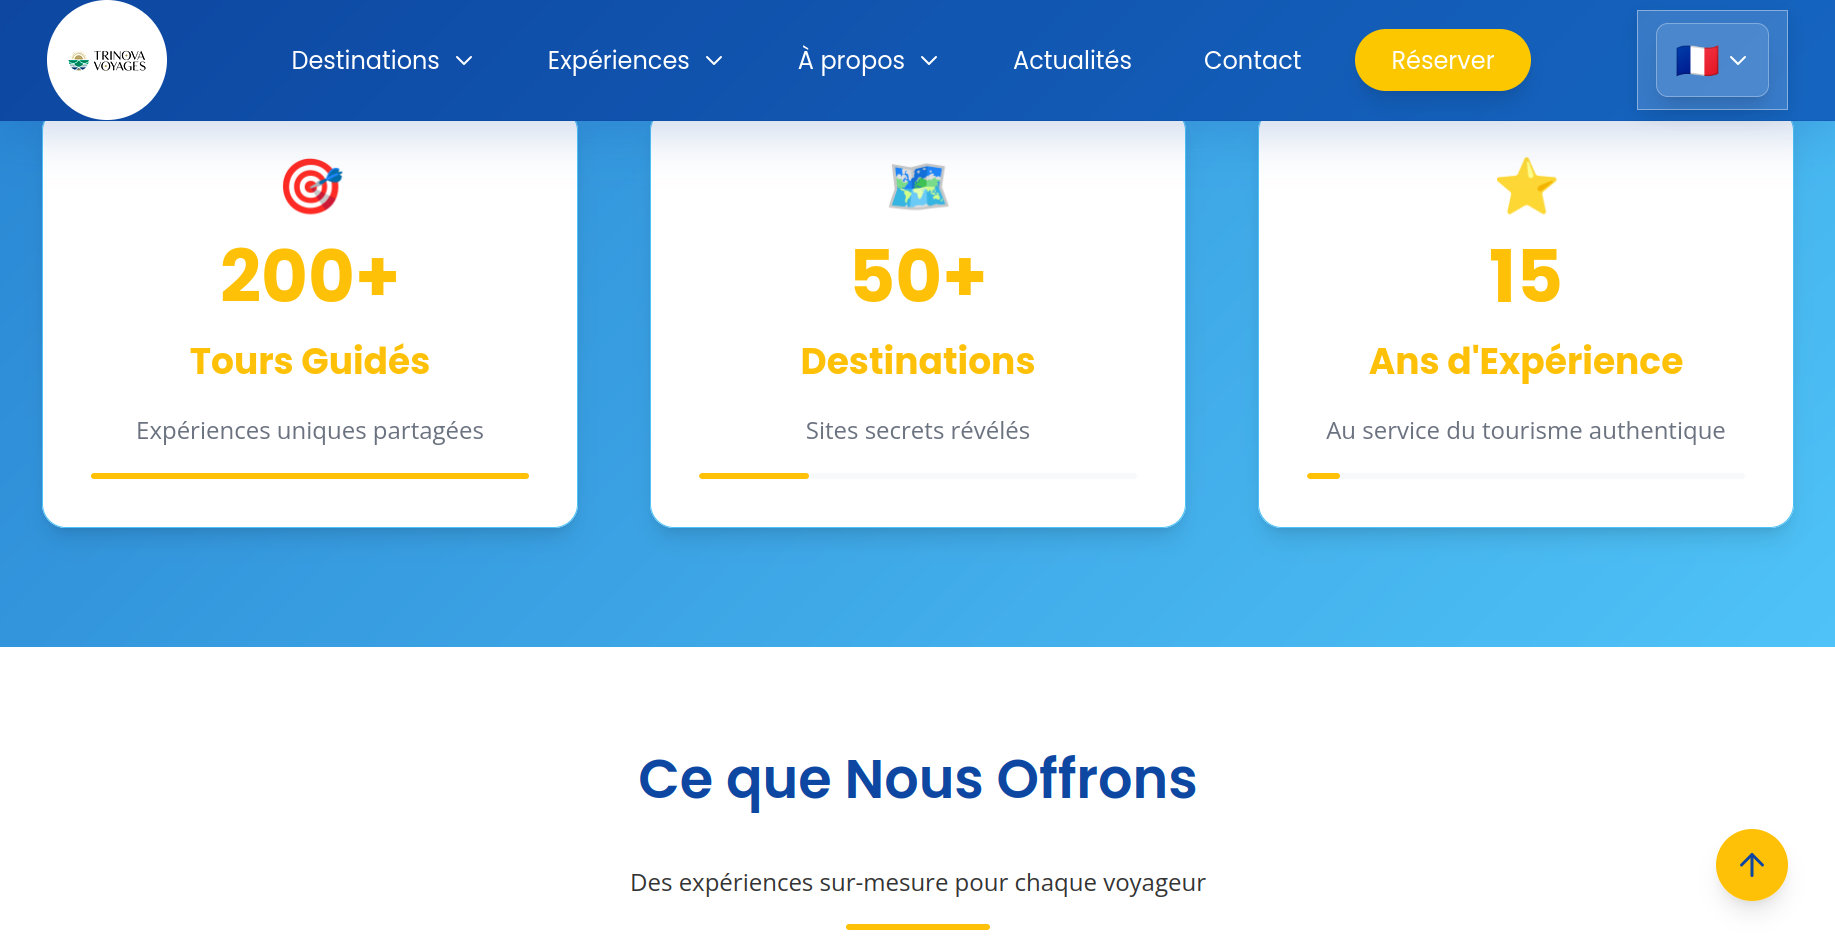 TRINOVA
VOYAGES
Destinations
Expériences
À propos
Actualités
Contact
Réserver
200+
Tours Guidés
Expériences uniques partagées
50+
Destinations
Sites secrets révélés
15
Ans d'Expérience
Au service du tourisme authentique
Ce que Nous Offrons
Des expériences sur-mesure pour chaque voyageur